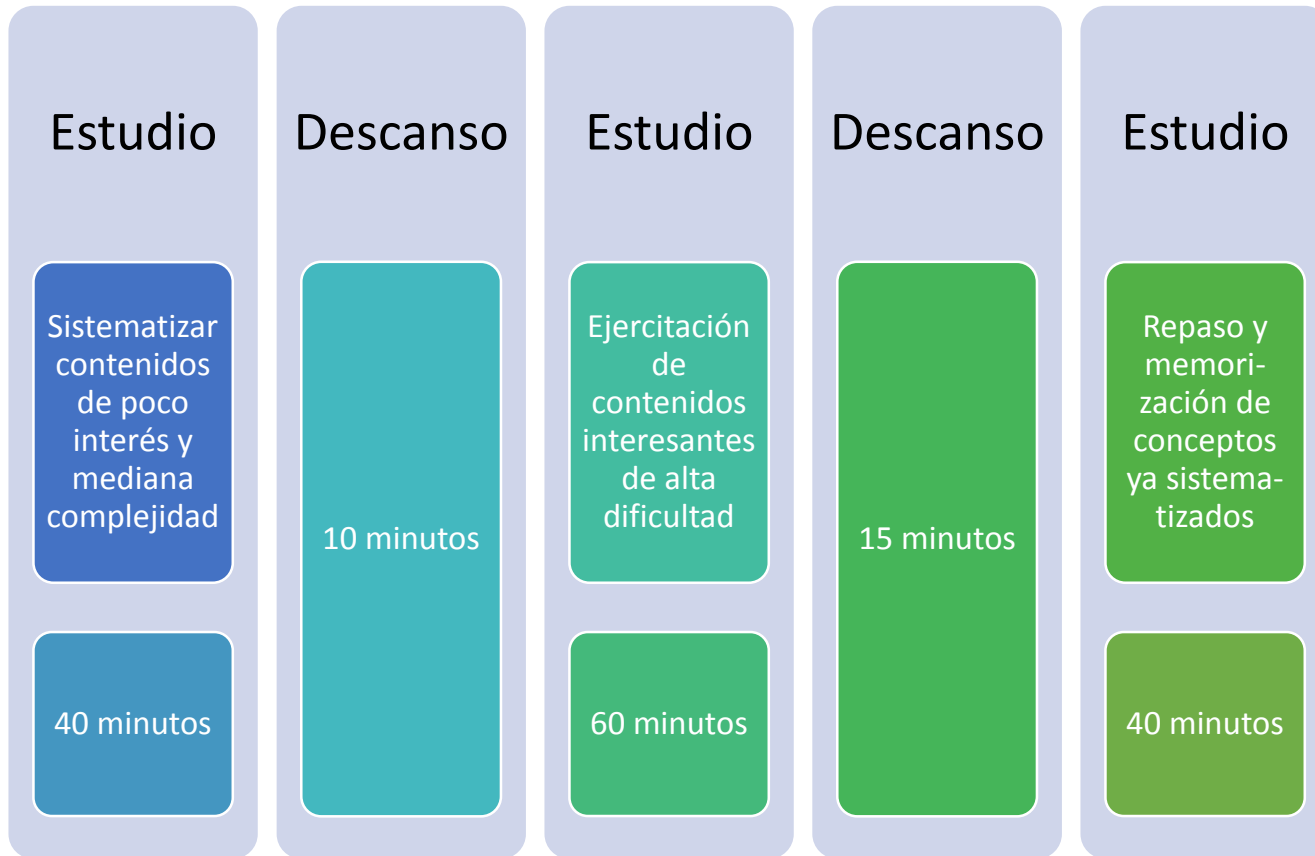 Estudio
Sistematizar
contenidos
de poco
interés y
mediana
complejidad
40 minutos
Descanso
10 minutos
Estudio
Ejercitación
de
contenidos
interesantes
de alta
dificultad
60 minutos
Descanso
15 minutos
Estudio
Repaso y
memori-
zación de
conceptos
ya sistema-
tizados
40 minutos